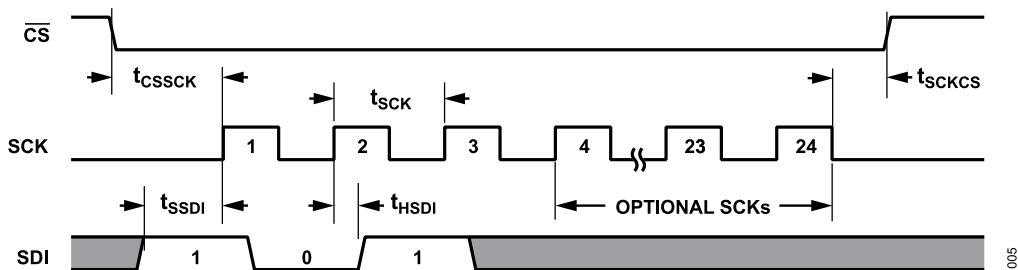 CS
tCSSCK
tSCK
tSCKCS
SCK
1 2 3 4 23 24
tSSDI
tHSDI
OPTIONAL SCKs
SDI
1 0 1
005